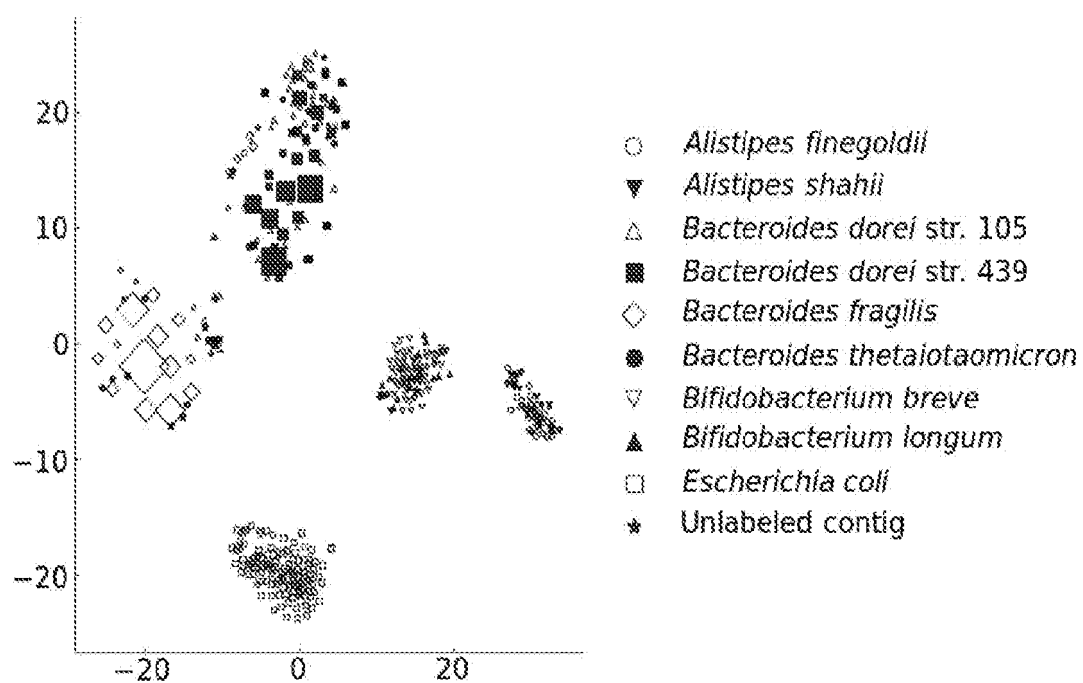 20
10
0
−10
−20
−20
0
20
Alistipes finegoldii
Alistipes shahii
Bacteroides dorei str. 105
Bacteroides dorei str. 439
Bacteroides fragilis
Bacteroides thetaiotaomicron
Bifidobacterium breve
Bifidobacterium longum
Escherichia coli
Unlabeled contig